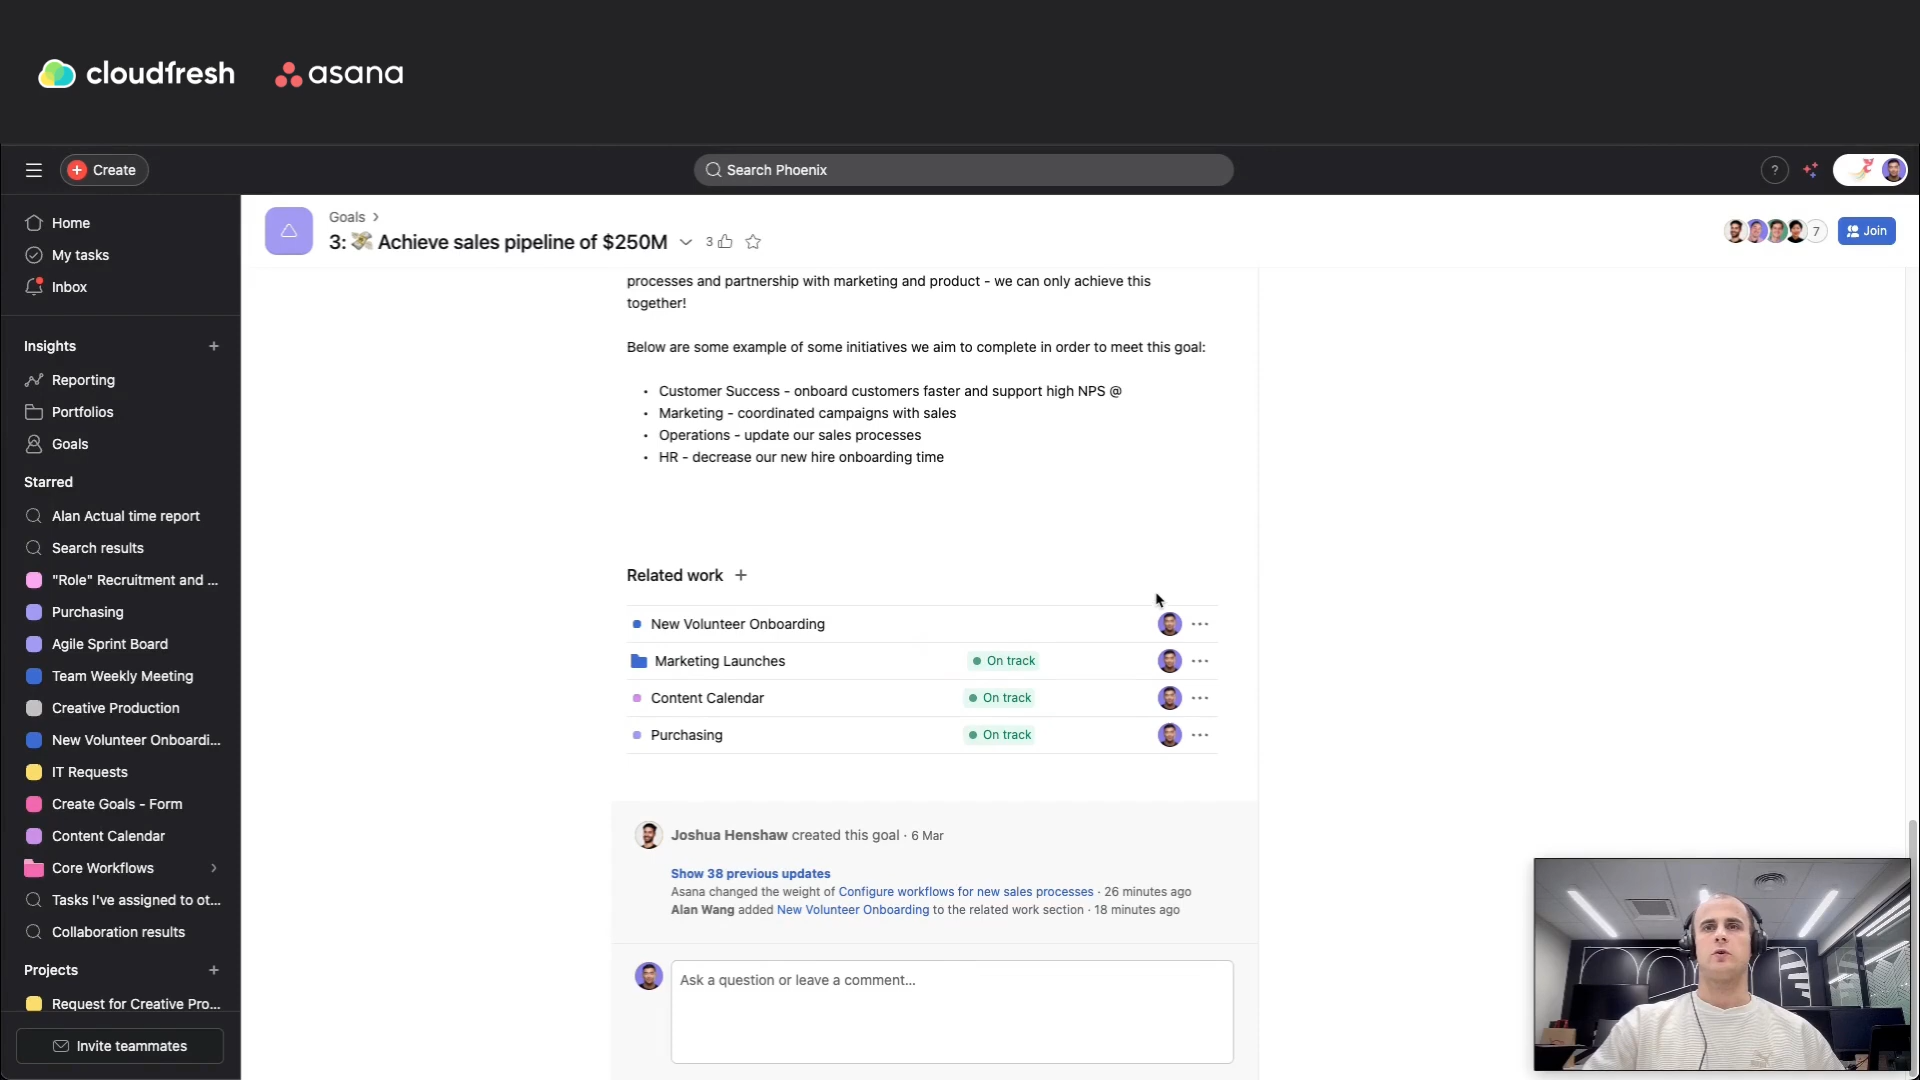 cloudfresh asana
Create
Search Phoenix
?
Home
My tasks
Inbox
Insights
Reporting
Portfolios
Goals
Starred
Alan Actual time report
Search results
"Role" Recruitment and ...
Purchasing
Agile Sprint Board
Team Weekly Meeting
Creative Production
New Volunteer Onboardi...
IT Requests
Create Goals - Form
Content Calendar
Core Workflows
Tasks I've assigned to ot...
Collaboration results
Projects
Request for Creative Pro...
Invite teammates
Goals
3: 💸 Achieve sales pipeline of $250M 3
7 Join
processes and partnership with marketing and product - we can only achieve this
together!
Below are some example of some initiatives we aim to complete in order to meet this goal:
• Customer Success - onboard customers faster and support high NPS @
• Marketing - coordinated campaigns with sales
• Operations - update our sales processes
• HR - decrease our new hire onboarding time
Related work +
New Volunteer Onboarding
Marketing Launches On track
Content Calendar On track
Purchasing On track
Joshua Henshaw created this goal · 6 Mar
Show 38 previous updates
Asana changed the weight of Configure workflows for new sales processes · 26 minutes ago
Alan Wang added New Volunteer Onboarding to the related work section · 18 minutes ago
Ask a question or leave a comment...